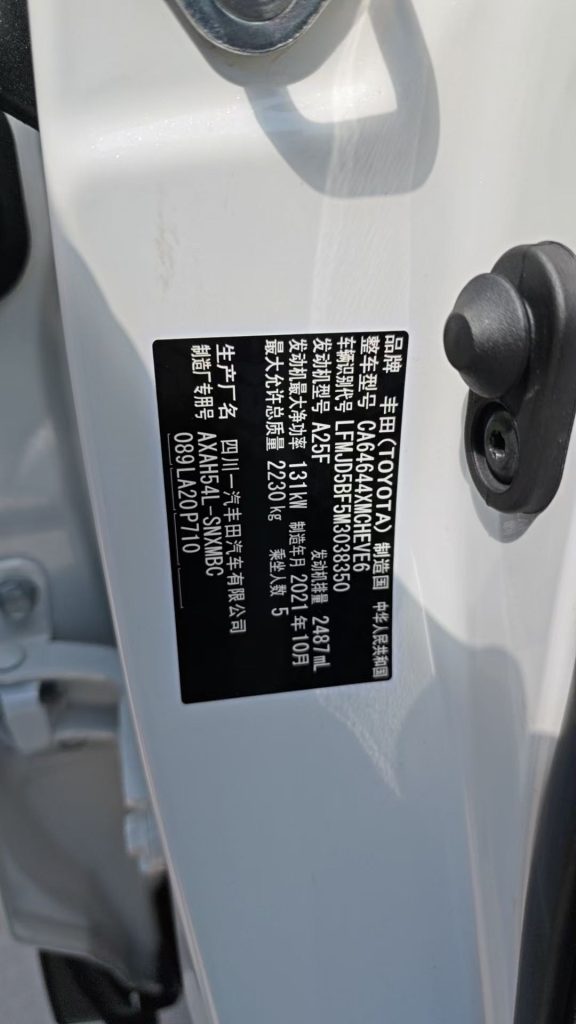 品牌 丰田(TOYOTA) 制造国 中华人民共和国
整车型号 CA64644XMCHEVE6
车辆识别代号 LFMJD5BF5M3038350
发动机型号 A25F 发动机排量 2487mL
发动机最大净功率 131kW 制造年月 2021年10月
最大允许总质量 2230kg 乘坐人数 5
生产厂名 四川一汽丰田汽车有限公司
制造厂专用号 AXAH54L-SNXMBC
089 LA20 P710